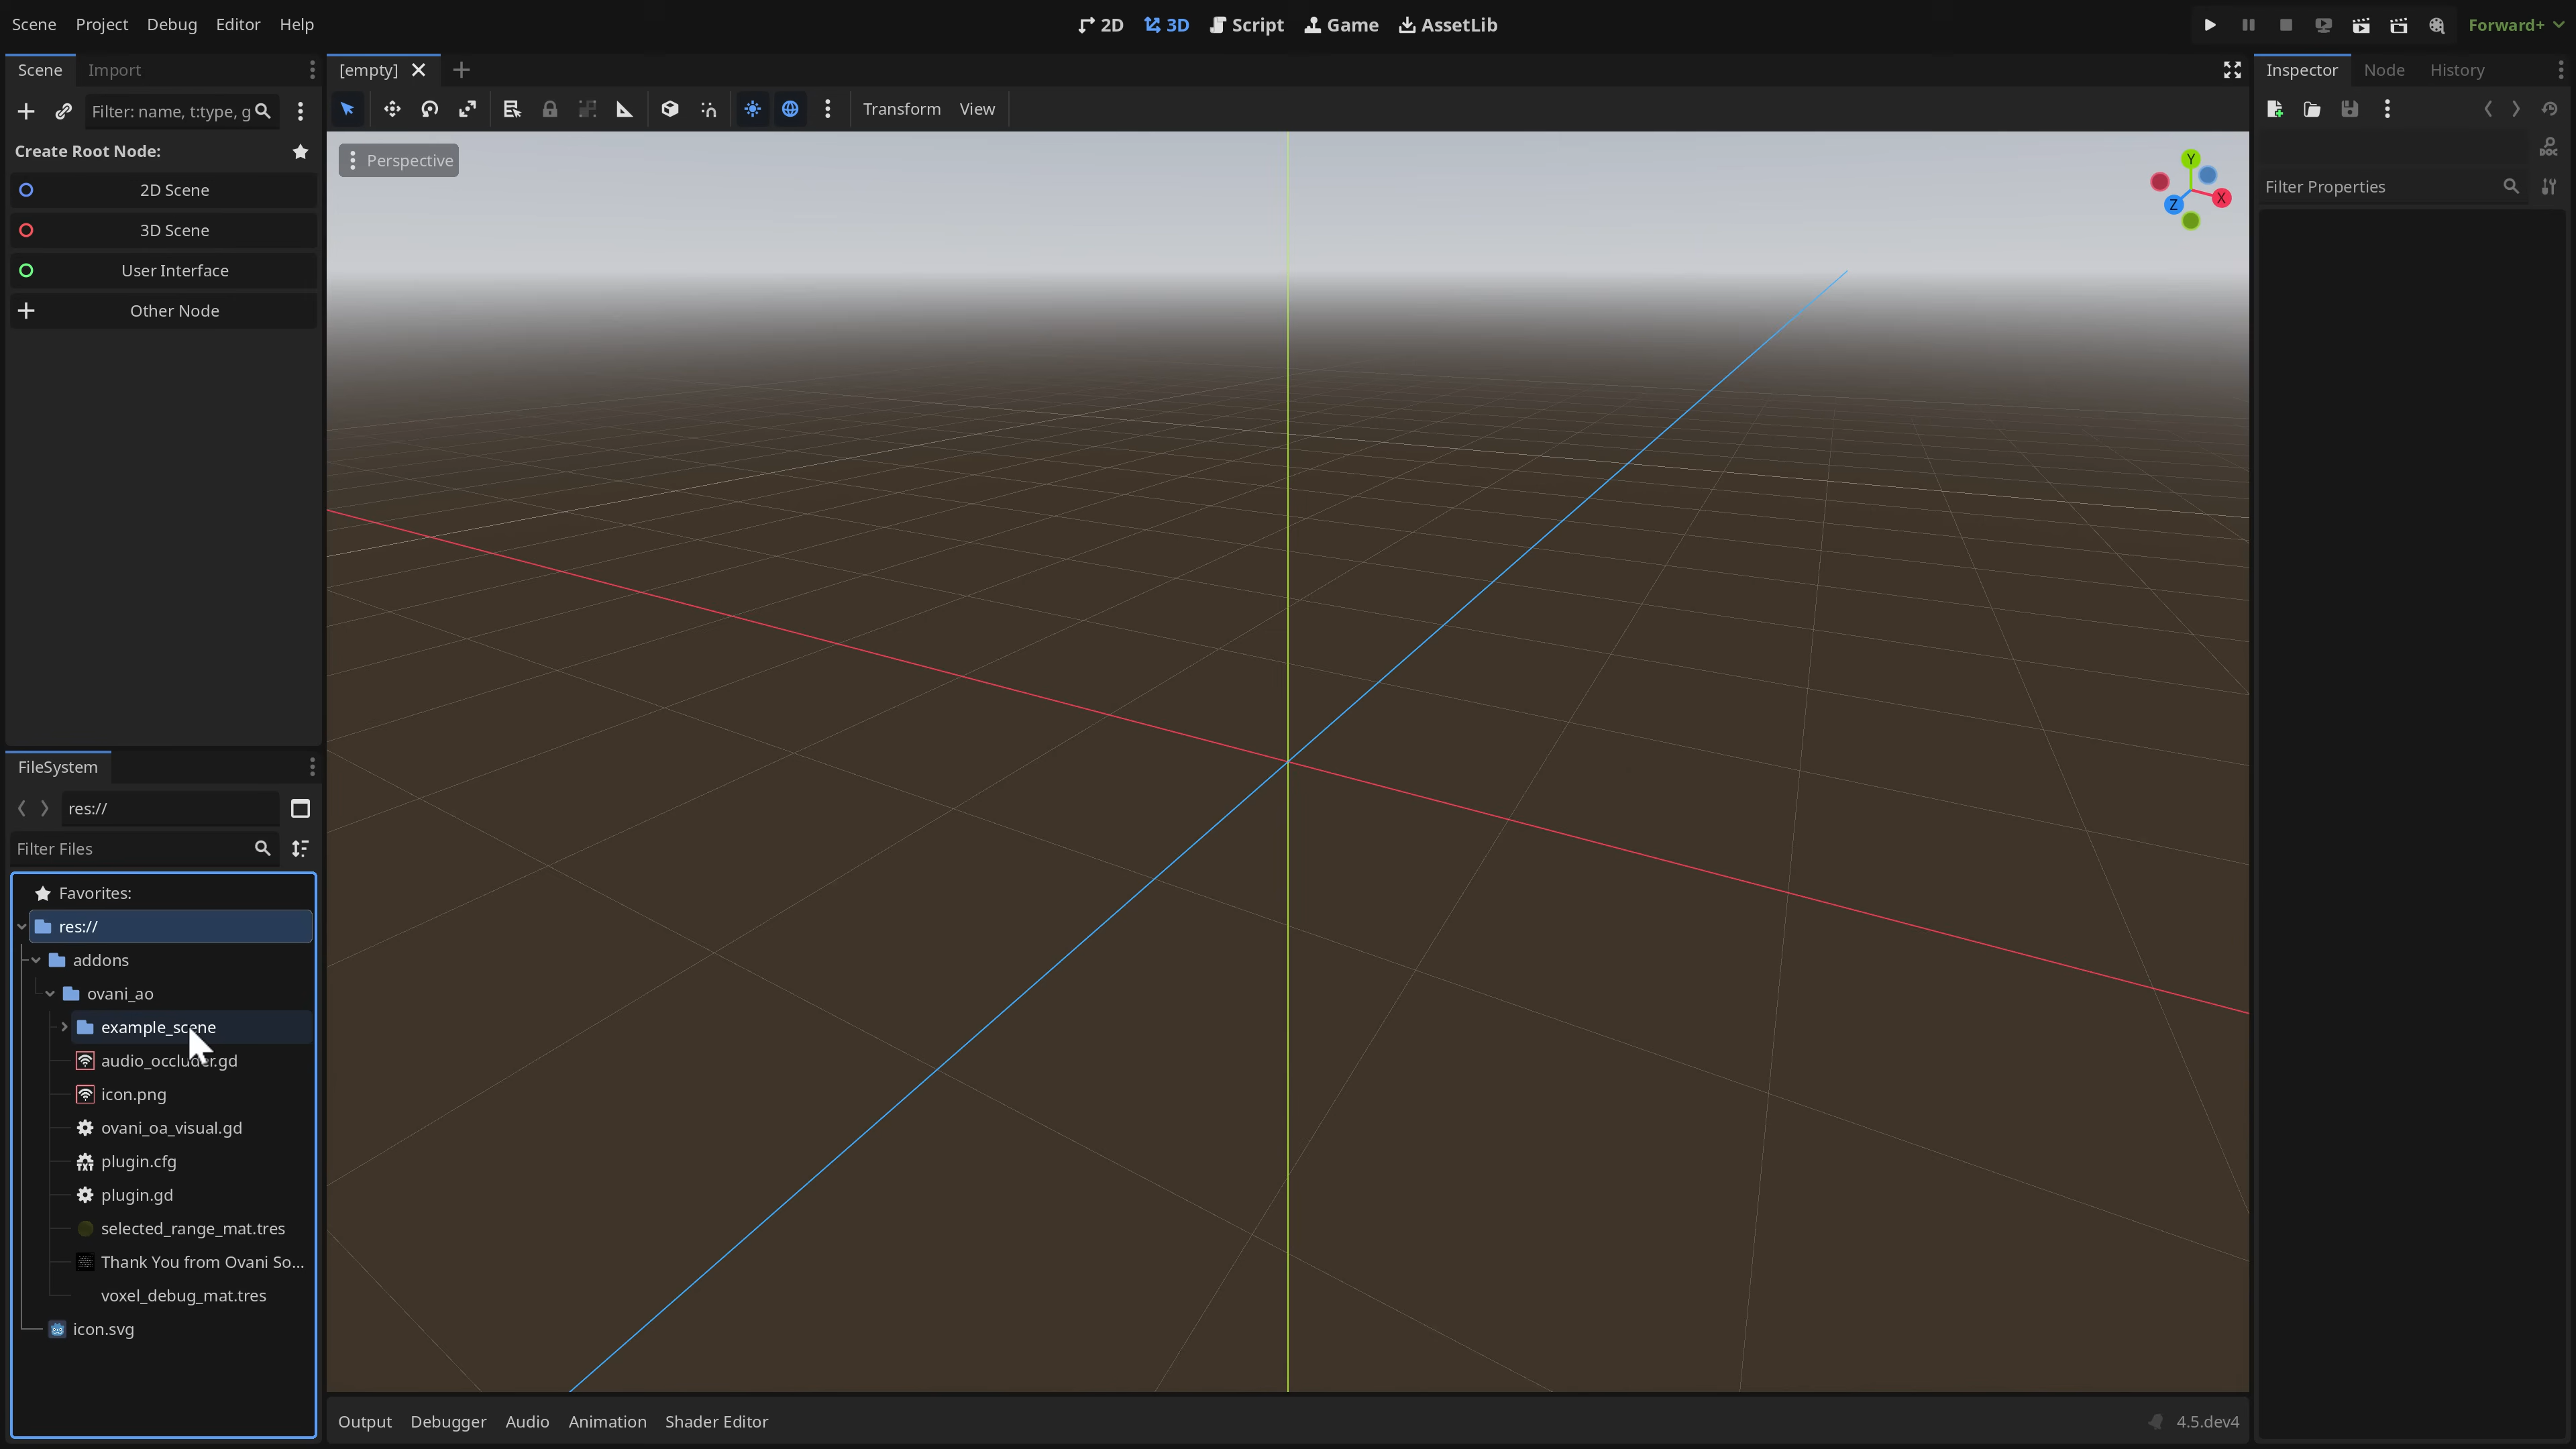 Scene Project Debug Editor Help
2D 3D Script Game AssetLib
Forward+
Scene Import
[empty]
Inspector Node History
Filter: name, t:type, g
Transform View
Create Root Node:
Perspective
2D Scene
3D Scene
User Interface
Other Node
Y
X
Z
DOC
Filter Properties
FileSystem
res://
Filter Files
Favorites:
res://
addons
ovani_ao
example_scene
audio_occluder.gd
icon.png
ovani_oa_visual.gd
plugin.cfg
plugin.gd
selected_range_mat.tres
Thank You from Ovani So...
voxel_debug_mat.tres
icon.svg
Output Debugger Audio Animation Shader Editor
4.5.dev4